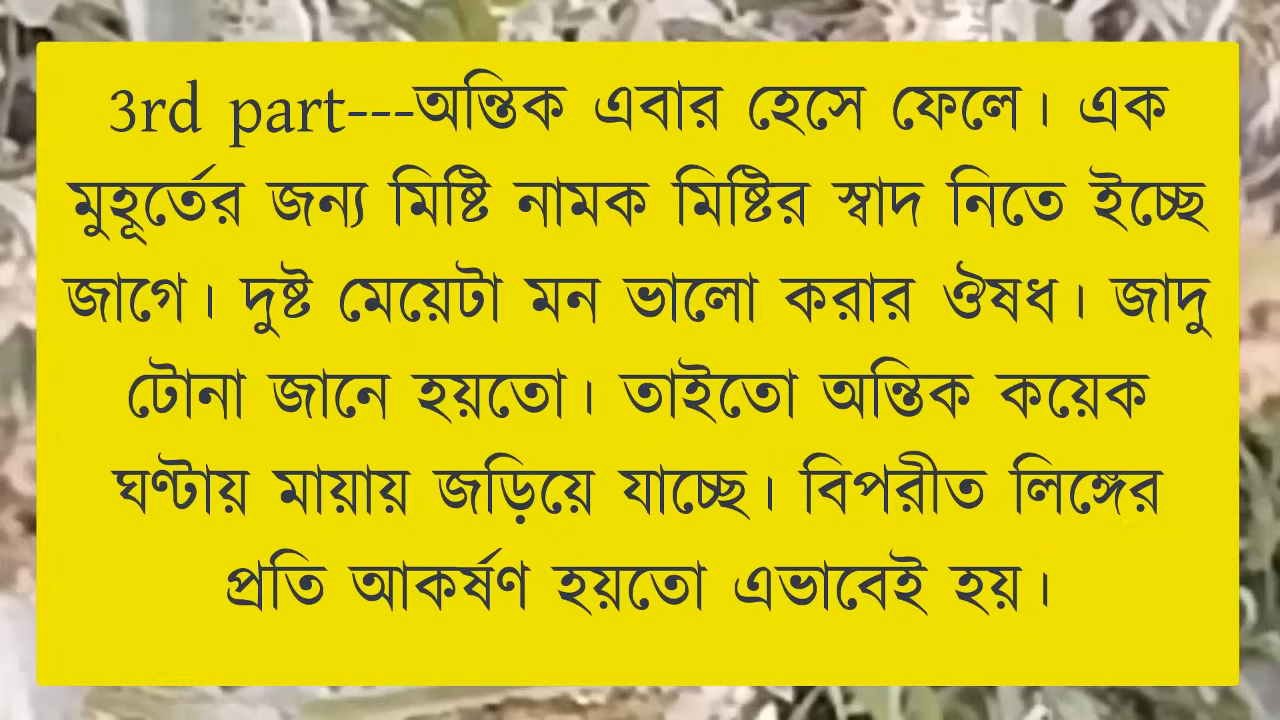 3rd part---অন্তিক এবার হেসে ফেলে। এক
মুহূর্তের জন্য মিষ্টি নামক মিষ্টির স্বাদ নিতে ইচ্ছে
জাগে। দুষ্ট মেয়েটা মন ভালো করার ঔষধ। জাদু
টোনা জানে হয়তো। তাইতো অন্তিক কয়েক
ঘণ্টায় মায়ায় জড়িয়ে যাচ্ছে। বিপরীত লিঙ্গের
প্রতি আকর্ষণ হয়তো এভাবেই হয়।